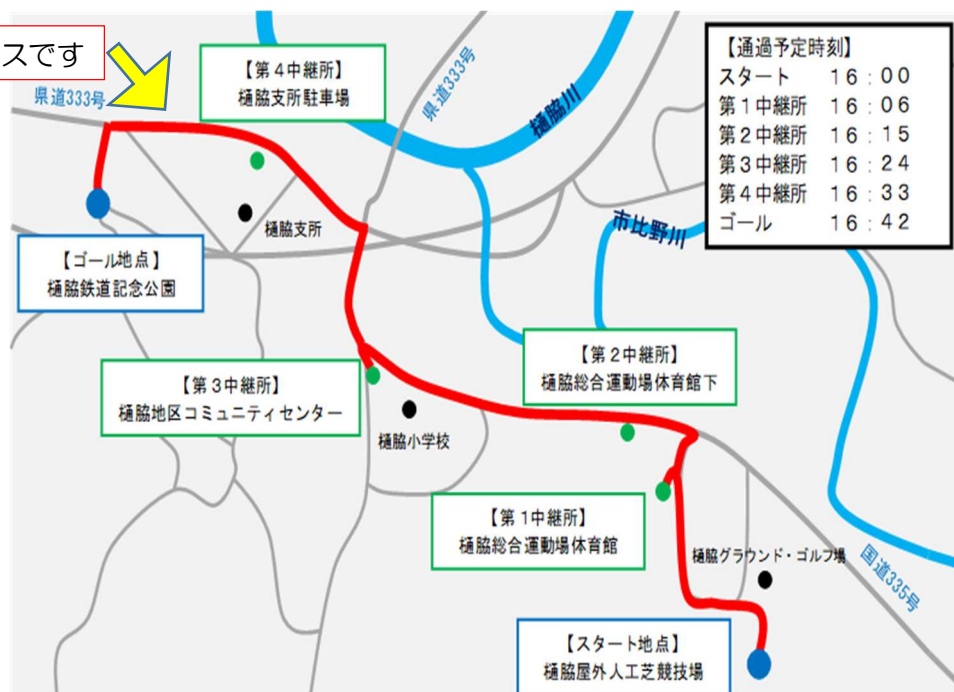 スです
県道333号
【第４中継所】
樋脇支所駐車場
県道333号
樋脇川
【通過予定時刻】
スタート　１６：００
第１中継所　１６：０６
第２中継所　１６：１５
第３中継所　１６：２４
第４中継所　１６：３３
ゴール　１６：４２
樋脇支所
市比野川
【ゴール地点】
樋脇鉄道記念公園
【第２中継所】
樋脇総合運動場体育館下
【第３中継所】
樋脇地区コミュニティセンター
樋脇小学校
【第１中継所】
樋脇総合運動場体育館
樋脇グラウンド・ゴルフ場
国道335号
【スタート地点】
樋脇屋外人工芝競技場